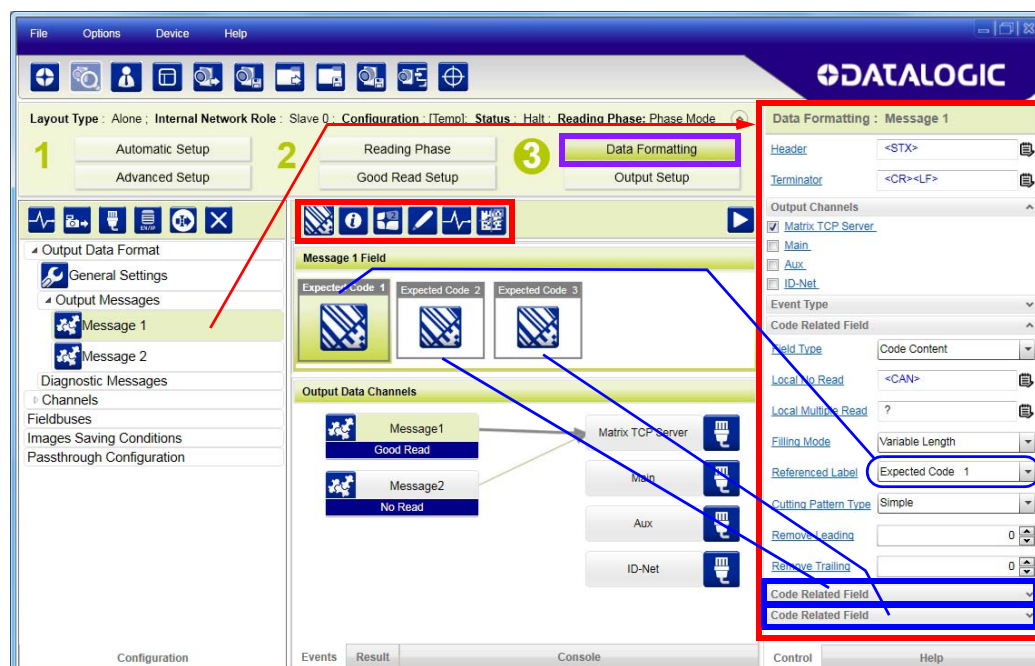 File Options Device Help
DATALOGIC
Layout Type : Alone ; Internal Network Role : Slave 0 ; Configuration : [Temp]; Status : Halt ; Reading Phase: Phase Mode
1 Automatic Setup
Advanced Setup
2 Reading Phase
Good Read Setup
3 Data Formatting
Output Setup
EN/IP
Output Data Format
General Settings
Output Messages
Message 1
Message 2
Diagnostic Messages
Channels
Fieldbuses
Images Saving Conditions
Passthrough Configuration
Configuration
Message 1 Field
Expected Code 1 Expected Code 2 Expected Code 3
Output Data Channels
Message1
Good Read
Message2
No Read
Matrix TCP Server
Main
Aux
ID-Net
Events Result Console
Data Formatting : Message 1
Header <STX>
Terminator <CR><LF>
Output Channels
Matrix TCP Server
Main
Aux
ID-Net
Event Type
Code Related Field
Field Type Code Content
Local No Read <CAN>
Local Multiple Read ?
Filling Mode Variable Length
Referenced Label Expected Code 1
Cutting Pattern Type Simple
Remove Leading 0
Remove Trailing 0
Code Related Field
Code Related Field
Control Help